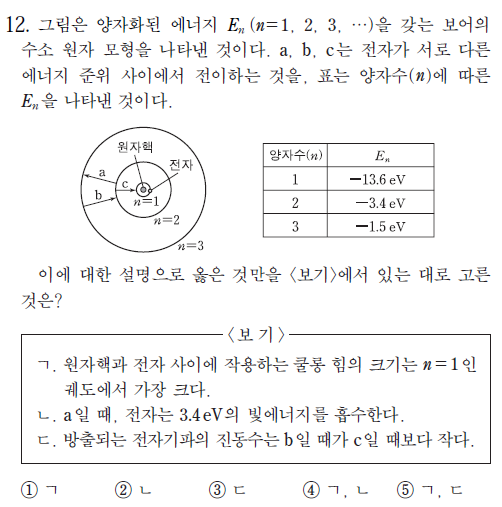 12. 그림은 양자화된 에너지 Eₙ (n=1, 2, 3, ⋯)을 갖는 보어의
수소 원자 모형을 나타낸 것이다. a, b, c는 전자가 서로 다른
에너지 준위 사이에서 전이하는 것을, 표는 양자수(n)에 따른
Eₙ을 나타낸 것이다.
원자핵
전자
a
b
c
n=1
n=2
n=3
양자수(n) Eₙ
1 −13.6 eV
2 −3.4 eV
3 −1.5 eV
이에 대한 설명으로 옳은 것만을 〈보기〉에서 있는 대로 고른
것은?
〈보 기〉
ㄱ. 원자핵과 전자 사이에 작용하는 쿨롱 힘의 크기는 n=1인
궤도에서 가장 크다.
ㄴ. a일 때, 전자는 3.4 eV의 빛에너지를 흡수한다.
ㄷ. 방출되는 전자기파의 진동수는 b일 때가 c일 때보다 작다.
① ㄱ ② ㄴ ③ ㄷ ④ ㄱ, ㄴ ⑤ ㄱ, ㄷ